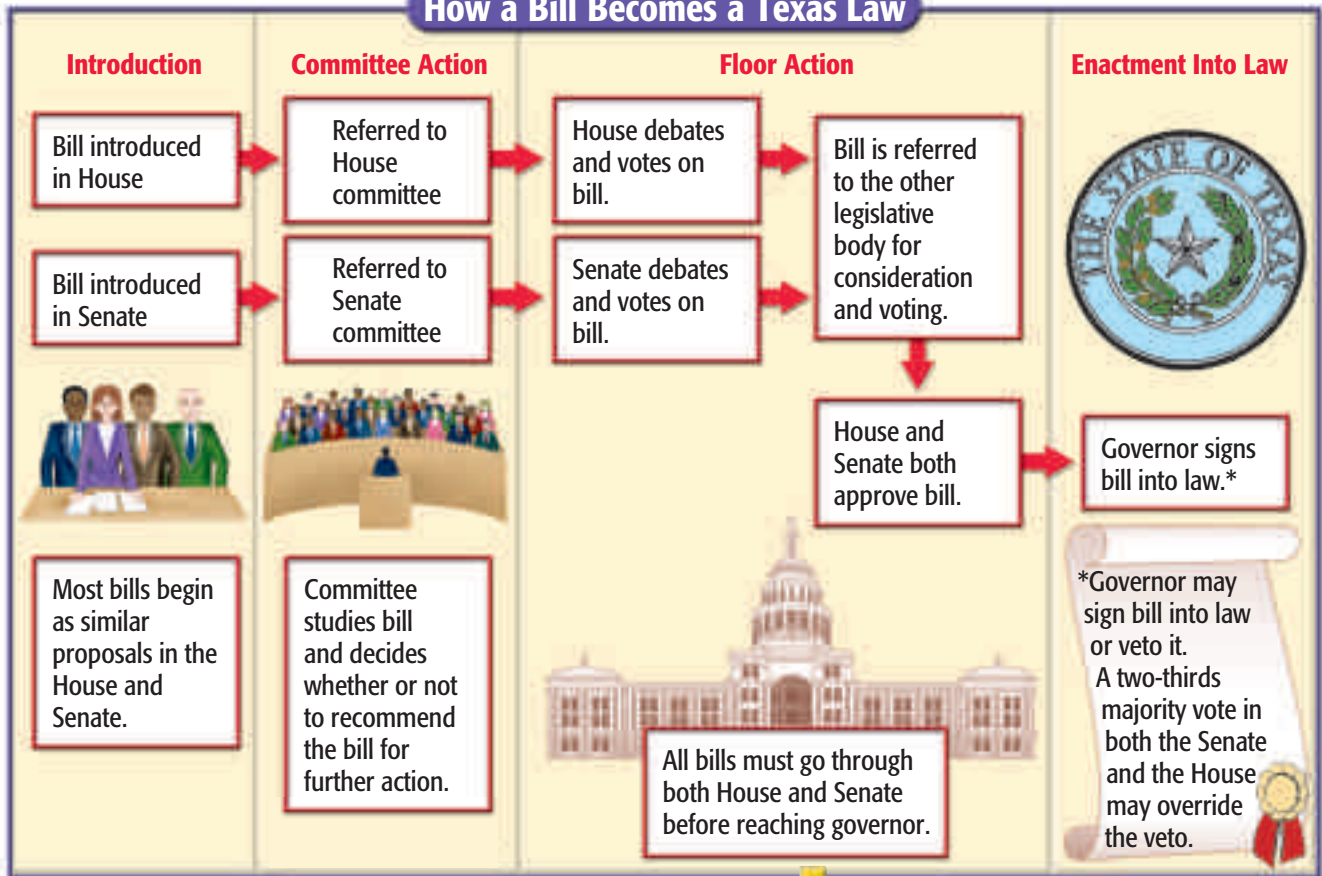 How a Bill Becomes a Texas Law
Introduction
Committee Action
Floor Action
Enactment Into Law
Bill introduced
in House
Referred to
House
committee
House debates
and votes on
bill.
Bill is referred
to the other
legislative
body for
consideration
and voting.
THE STATE OF TEXAS
Bill introduced
in Senate
Referred to
Senate
committee
Senate debates
and votes on
bill.
House and
Senate both
approve bill.
Governor signs
bill into law.*
Most bills begin
as similar
proposals in the
House and
Senate.
Committee
studies bill
and decides
whether or not
to recommend
the bill for
further action.
All bills must go through
both House and Senate
before reaching governor.
*Governor may
sign bill into law
or veto it.
A two-thirds
majority vote in
both the Senate
and the House
may override
the veto.